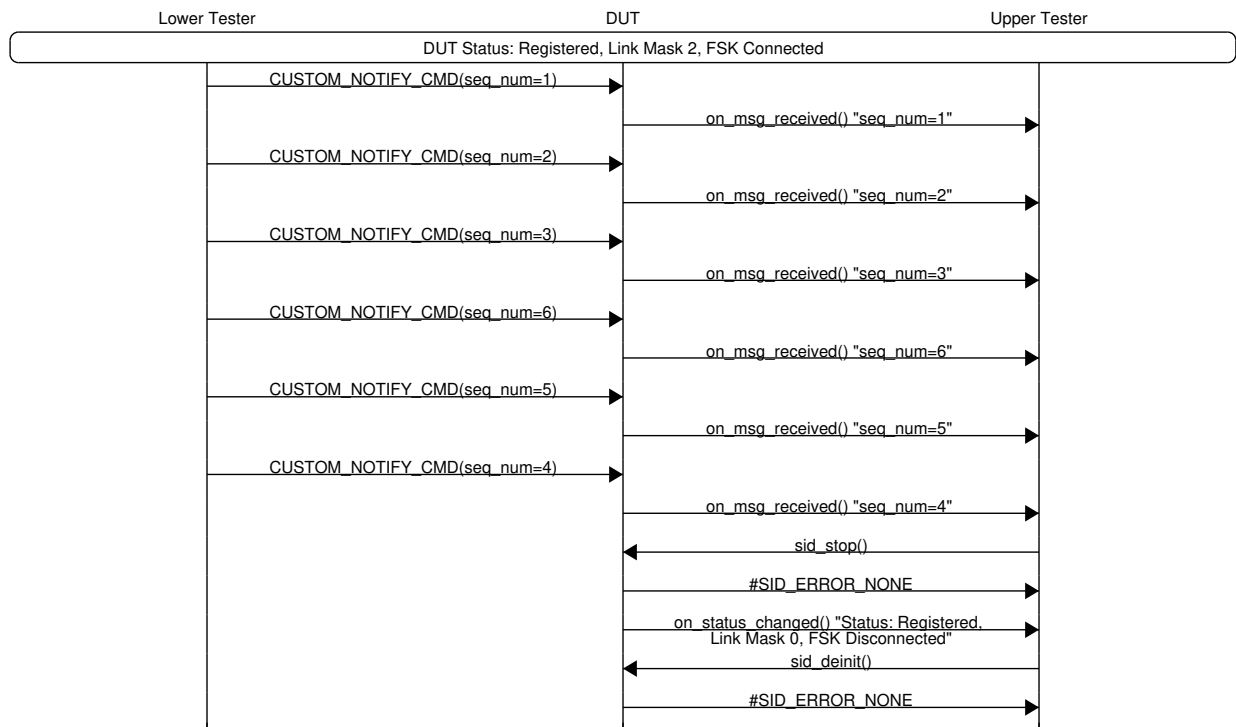 Lower Tester DUT Upper Tester
DUT Status: Registered, Link Mask 2, FSK Connected
CUSTOM_NOTIFY_CMD(seq_num=1)
on_msg_received() "seq_num=1"
CUSTOM_NOTIFY_CMD(seq_num=2)
on_msg_received() "seq_num=2"
CUSTOM_NOTIFY_CMD(seq_num=3)
on_msg_received() "seq_num=3"
CUSTOM_NOTIFY_CMD(seq_num=6)
on_msg_received() "seq_num=6"
CUSTOM_NOTIFY_CMD(seq_num=5)
on_msg_received() "seq_num=5"
CUSTOM_NOTIFY_CMD(seq_num=4)
on_msg_received() "seq_num=4"
sid_stop()
#SID_ERROR_NONE
on_status_changed() "Status: Registered,
Link Mask 0, FSK Disconnected"
sid_deinit()
#SID_ERROR_NONE